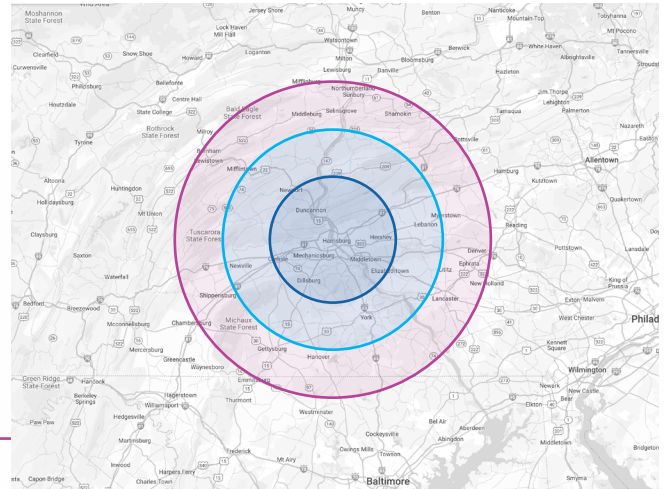 Jersey Shore
Muncy
Benton
Nanticoke
Tobyhanna
Moshannon
State Forest
Mountain Top
Mt Pocono
Lock Haven
Mill Hall
Watsontown
Berwick
White Haven
Tannersville
Clearfield
Snow Shoe
Howard
Loganton
Milton
Bloomsburg
Albrightsville
Curwensville
Lewisburg
Danville
Hazleton
Stroudsb
Philipsburg
Bellefonte
Mifflinburg
Northumberland
Sunbury
Jim Thorpe
Lehighton
Palmerton
Houtzdale
Centre Hall
State College
Bald Eagle
State Forest
Middleburg
Selinsgrove
Shamokin
Tamaqua
Nazareth
Rothrock
State Forest
Milroy
Pottsville
Easton
Tyrone
Burnham
Lewistown
Allentown
Mifflintown
Hamburg
Kutztown
Altoona
Huntingdon
Newport
Hollidaysburg
Mt Union
Duncannon
Myerstown
Quakertown
Claysburg
Tuscarora
State Forest
Lebanon
Reading
Lansdale
Harrisburg
Hershey
Saxton
Mechanicsburg
Denver
Pottstown
Carlisle
Middletown
Newville
Elizabethtown
Lititz
Ephrata
Waterfall
Dillsburg
New Holland
King of
Prussia
Shippensburg
Lancaster
Bedford
Breezewood
Michaux
State Forest
York
Exton
Malvern
McConnellsburg
Chambersburg
West Chester
Philad
Mercersburg
Gettysburg
Hanover
Kennett
Square
Greencastle
Waynesboro
Wilmington
Green Ridge
State Forest
Hancock
Emmitsburg
Newark
New Castle
Berkeley
Springs
Hagerstown
Thurmont
Elkton
Bear
Williamsport
Westminster
Paw Paw
Hedgesville
Bel Air
Aberdeen
Martinsburg
Cockeysville
Abingdon
Middletown
Frederick
Owings Mills
Towson
Bridgeton
Inwood
Mt Airy
Harpers Ferry
Capon Bridge
Charles Town
Baltimore
Smyrna